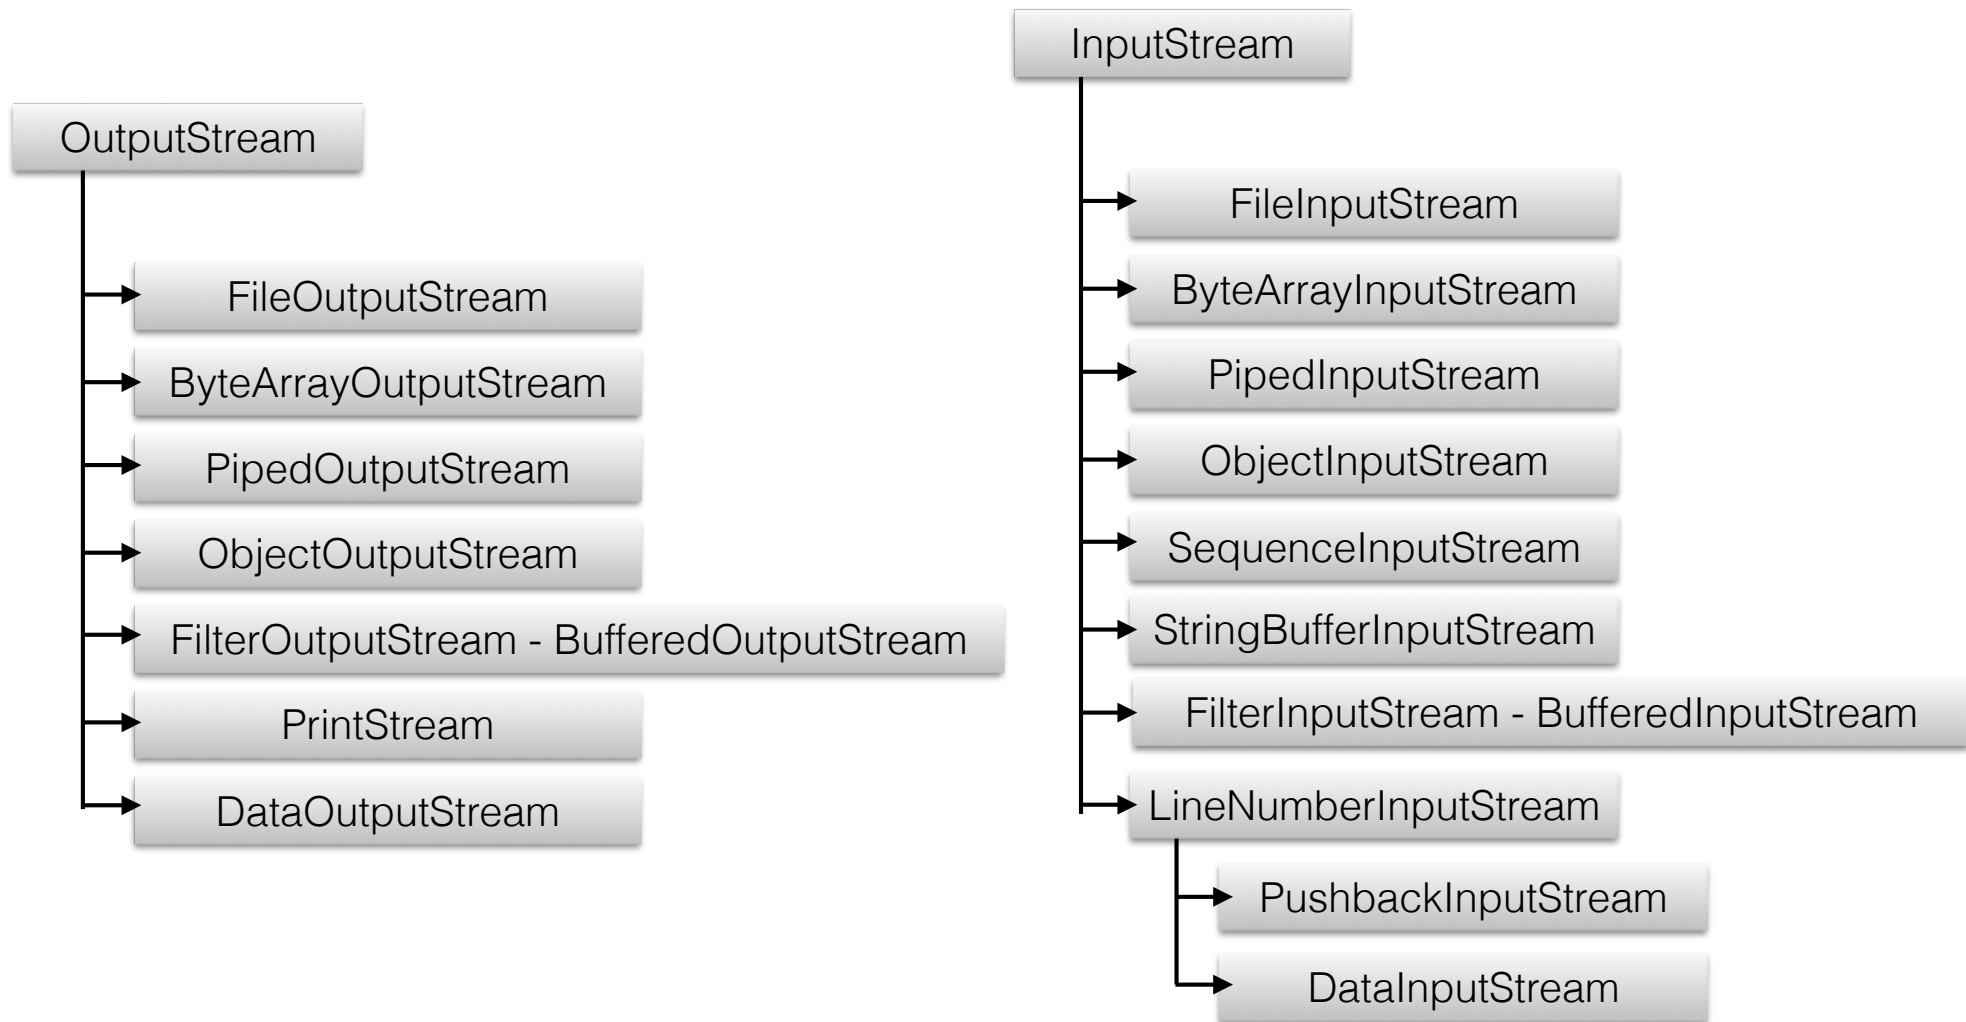 OutputStream
FileOutputStream
ByteArrayOutputStream
PipedOutputStream
ObjectOutputStream
FilterOutputStream - BufferedOutputStream
PrintStream
DataOutputStream
InputStream
FileInputStream
ByteArrayInputStream
PipedInputStream
ObjectInputStream
SequenceInputStream
StringBufferInputStream
FilterInputStream - BufferedInputStream
LineNumberInputStream
PushbackInputStream
DataInputStream